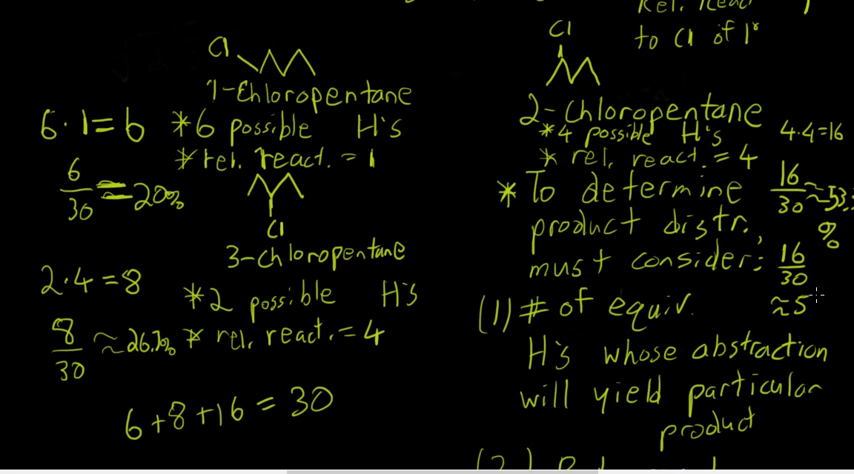 Cl
1-Chloropentane
6·1=6 *6 possible H's
*rel. react. = 1
6/30 = 20%
Cl
3-chloropentane
2·4=8
*2 possible H's
8/30 ≈26.7% * rel. react. = 4
6+8+16 = 30
to Cl of 1°
Cl
2-Chloropentane
*4 possible H's 4·4=16
* rel. react. = 4
* To determine 16/30 ≈53.
product distr., %
must consider: 16/30
(1) # of equiv. ≈5
H's whose abstraction
will yield particular
product